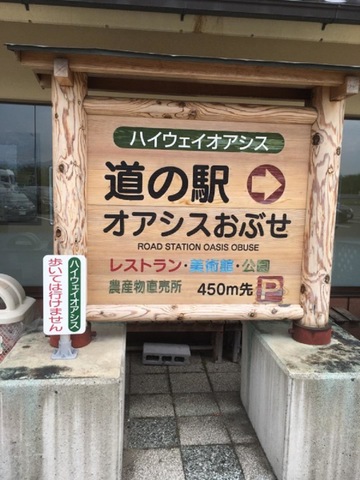 ハイウェイオアシス
道の駅
オアシスおぶせ
ROAD STATION OASIS OBUSE
レストラン・美術館・公園
農産物直売所 450m先 P
ハイウェイオアシス
歩いては行けません